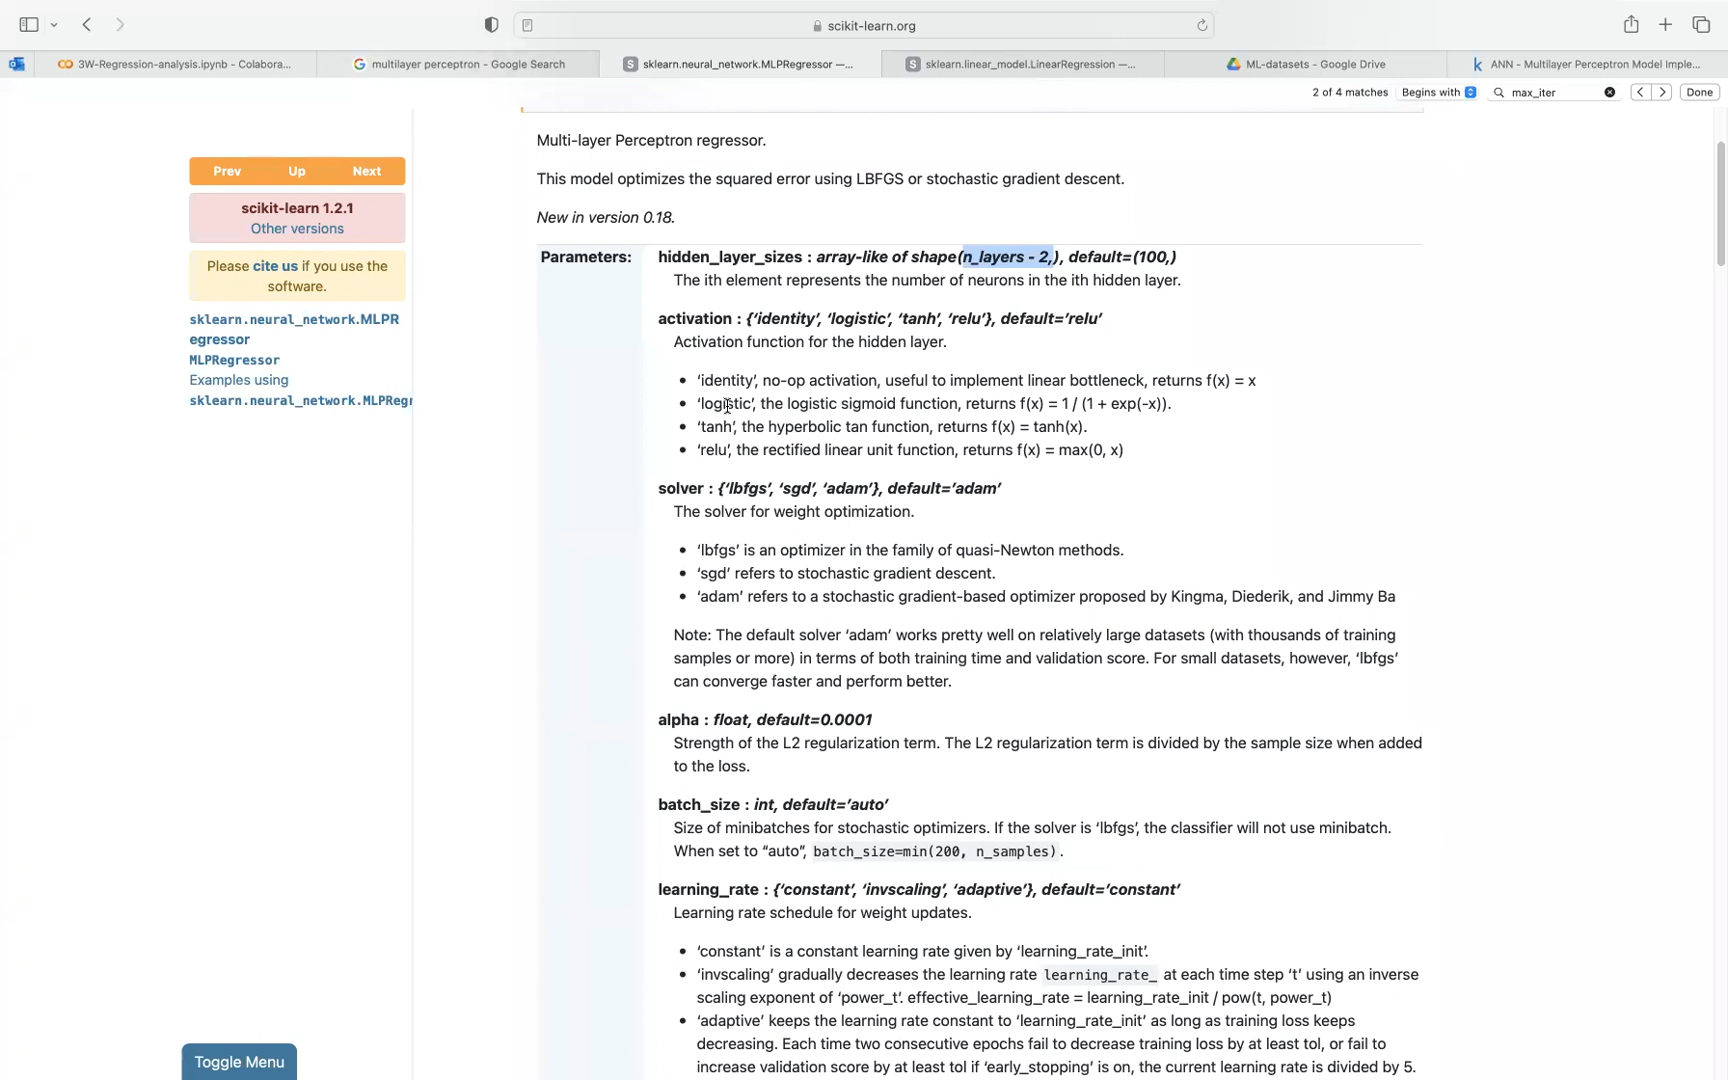 scikit-learn.org
3W-Regression-analysis.ipynb - Colabora...
multilayer perceptron - Google Search
sklearn.neural_network.MLPRegressor —...
sklearn.linear_model.LinearRegression —...
ML-datasets - Google Drive
ANN - Multilayer Perceptron Model Imple...
2 of 4 matches
Begins with
max_iter
Done
Prev
Up
Next
scikit-learn 1.2.1
Other versions
Please cite us if you use the
software.
sklearn.neural_network.MLPR
egressor
MLPRegressor
Examples using
sklearn.neural_network.MLPRegr
Toggle Menu
Multi-layer Perceptron regressor.
This model optimizes the squared error using LBFGS or stochastic gradient descent.
New in version 0.18.
Parameters:
hidden_layer_sizes : array-like of shape(n_layers - 2,), default=(100,)
The ith element represents the number of neurons in the ith hidden layer.
activation : {‘identity’, ‘logistic’, ‘tanh’, ‘relu’}, default=’relu’
Activation function for the hidden layer.
• ‘identity’, no-op activation, useful to implement linear bottleneck, returns f(x) = x
• ‘logistic’, the logistic sigmoid function, returns f(x) = 1 / (1 + exp(-x)).
• ‘tanh’, the hyperbolic tan function, returns f(x) = tanh(x).
• ‘relu’, the rectified linear unit function, returns f(x) = max(0, x)
solver : {‘lbfgs’, ‘sgd’, ‘adam’}, default=’adam’
The solver for weight optimization.
• ‘lbfgs’ is an optimizer in the family of quasi-Newton methods.
• ‘sgd’ refers to stochastic gradient descent.
• ‘adam’ refers to a stochastic gradient-based optimizer proposed by Kingma, Diederik, and Jimmy Ba
Note: The default solver ‘adam’ works pretty well on relatively large datasets (with thousands of training
samples or more) in terms of both training time and validation score. For small datasets, however, ‘lbfgs’
can converge faster and perform better.
alpha : float, default=0.0001
Strength of the L2 regularization term. The L2 regularization term is divided by the sample size when added
to the loss.
batch_size : int, default=’auto’
Size of minibatches for stochastic optimizers. If the solver is ‘lbfgs’, the classifier will not use minibatch.
When set to “auto”, batch_size=min(200, n_samples).
learning_rate : {‘constant’, ‘invscaling’, ‘adaptive’}, default=’constant’
Learning rate schedule for weight updates.
• ‘constant’ is a constant learning rate given by ‘learning_rate_init’.
• ‘invscaling’ gradually decreases the learning rate learning_rate_ at each time step ‘t’ using an inverse
scaling exponent of ‘power_t’. effective_learning_rate = learning_rate_init / pow(t, power_t)
• ‘adaptive’ keeps the learning rate constant to ‘learning_rate_init’ as long as training loss keeps
decreasing. Each time two consecutive epochs fail to decrease training loss by at least tol, or fail to
increase validation score by at least tol if ‘early_stopping’ is on, the current learning rate is divided by 5.